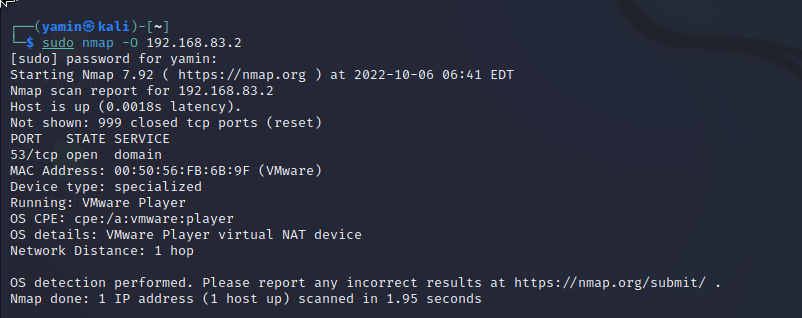 ┌──(yamin㉿kali)-[~]
└─$ sudo nmap -O 192.168.83.2
[sudo] password for yamin:
Starting Nmap 7.92 ( https://nmap.org ) at 2022-10-06 06:41 EDT
Nmap scan report for 192.168.83.2
Host is up (0.0018s latency).
Not shown: 999 closed tcp ports (reset)
PORT   STATE SERVICE
53/tcp open  domain
MAC Address: 00:50:56:FB:6B:9F (VMware)
Device type: specialized
Running: VMware Player
OS CPE: cpe:/a:vmware:player
OS details: VMware Player virtual NAT device
Network Distance: 1 hop

OS detection performed. Please report any incorrect results at https://nmap.org/submit/ .
Nmap done: 1 IP address (1 host up) scanned in 1.95 seconds